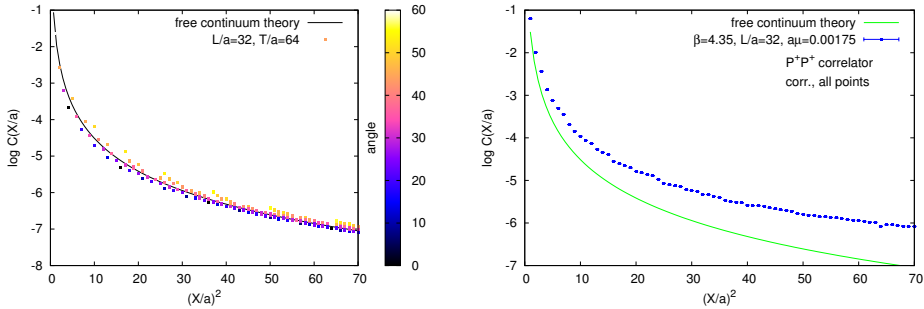 free continuum theory
L/a=32, T/a=64
log C(X/a)
-1
-2
-3
-4
-5
-6
-7
-8
0 10 20 30 40 50 60 70
(X/a)²
angle
60
50
40
30
20
10
0
free continuum theory
β=4.35, L/a=32, aμ=0.00175
P⁺P⁺ correlator
corr., all points
log C(X/a)
-1
-2
-3
-4
-5
-6
-7
0 10 20 30 40 50 60 70
(X/a)²